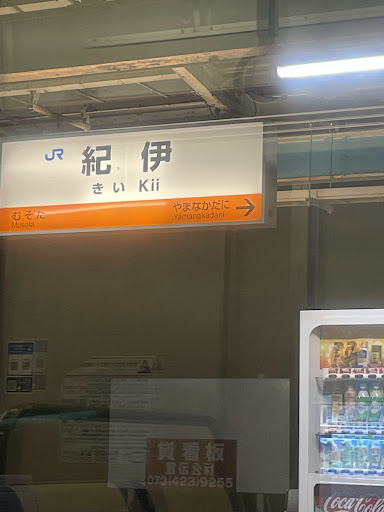 JR 紀伊
きい Kii
むそた やまなかだに
Musota Yamanakadani
貸看板
宣伝会社
073(423)9255
Coca-Cola